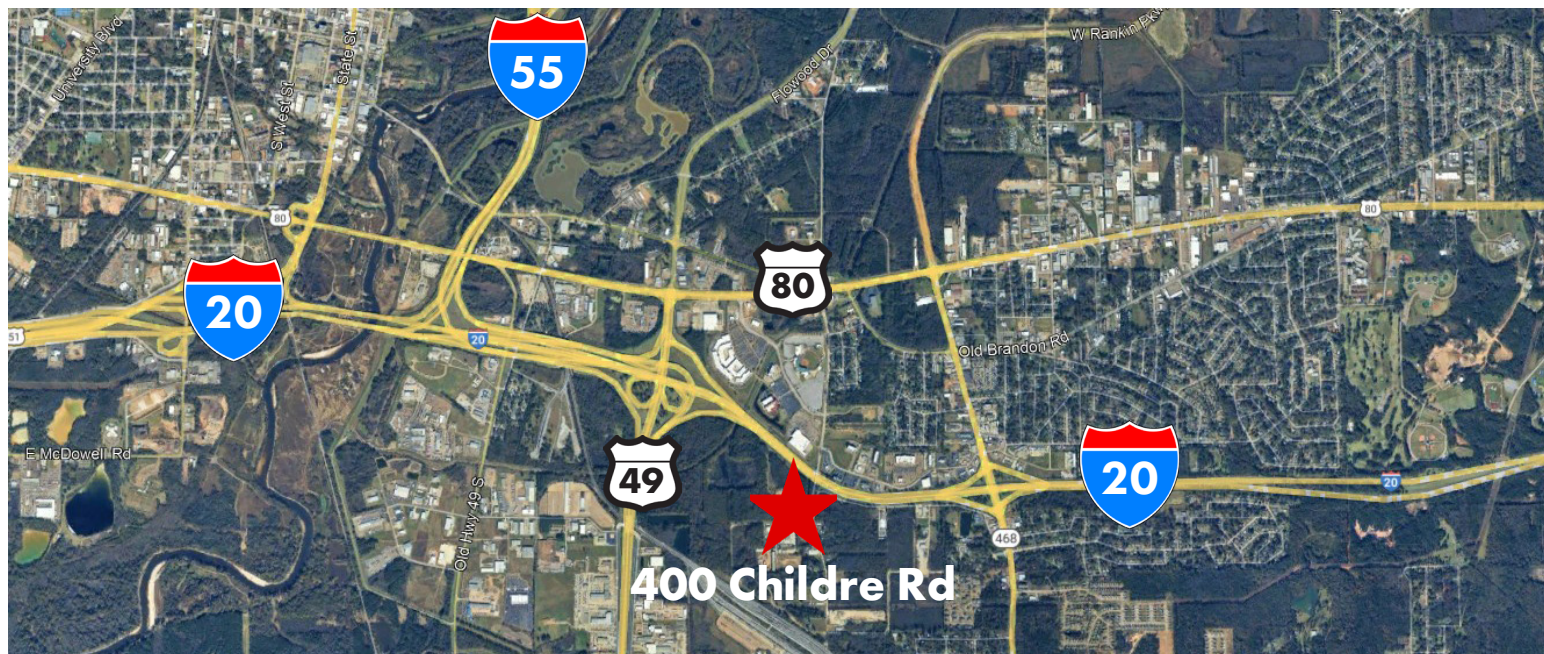 University Blvd
S West St
State St
55
Flowood Dr
W Rankin Pkw
80
80
20
80
51
20
Old Brandon Rd
E McDowell Rd
Old Hwy 49 S
49
20
20
468
400 Childre Rd